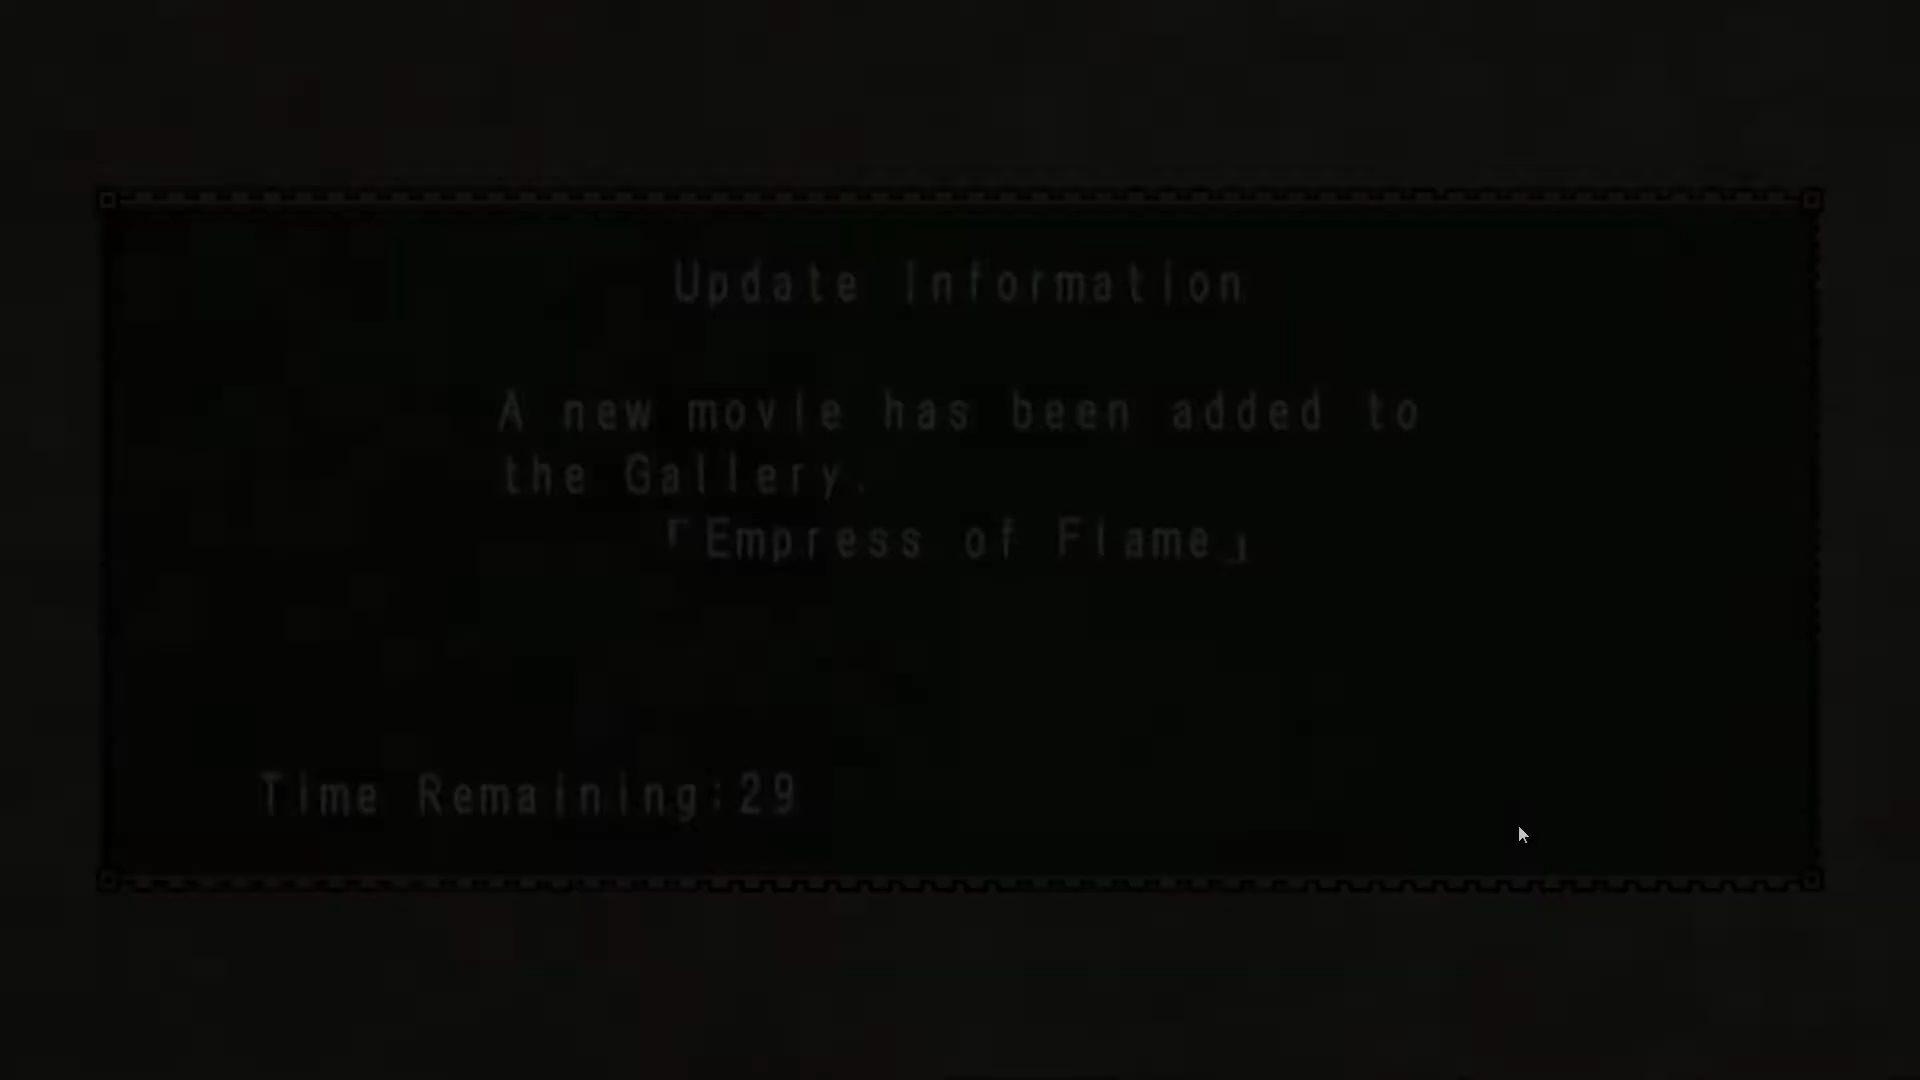 Update Information
A new movie has been added to
the Gallery.
「Empress of Flame」
Time Remaining:29